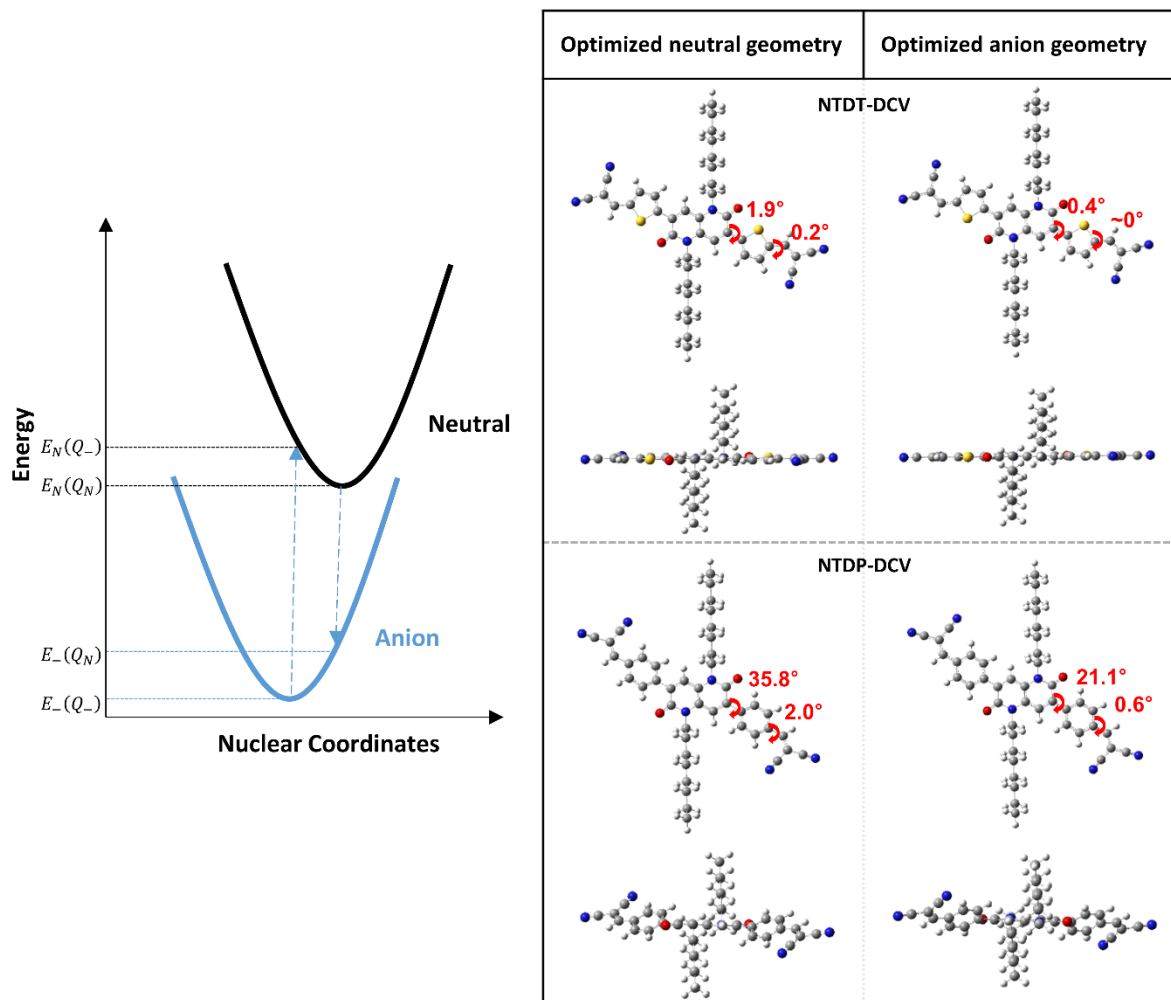 Energy
E_N(Q_−)
E_N(Q_N)
E_−(Q_N)
E_−(Q_−)
Neutral
Anion
Nuclear Coordinates
Optimized neutral geometry
Optimized anion geometry
NTDT-DCV
1.9°
0.2°
0.4°
~0°
NTDP-DCV
35.8°
2.0°
21.1°
0.6°